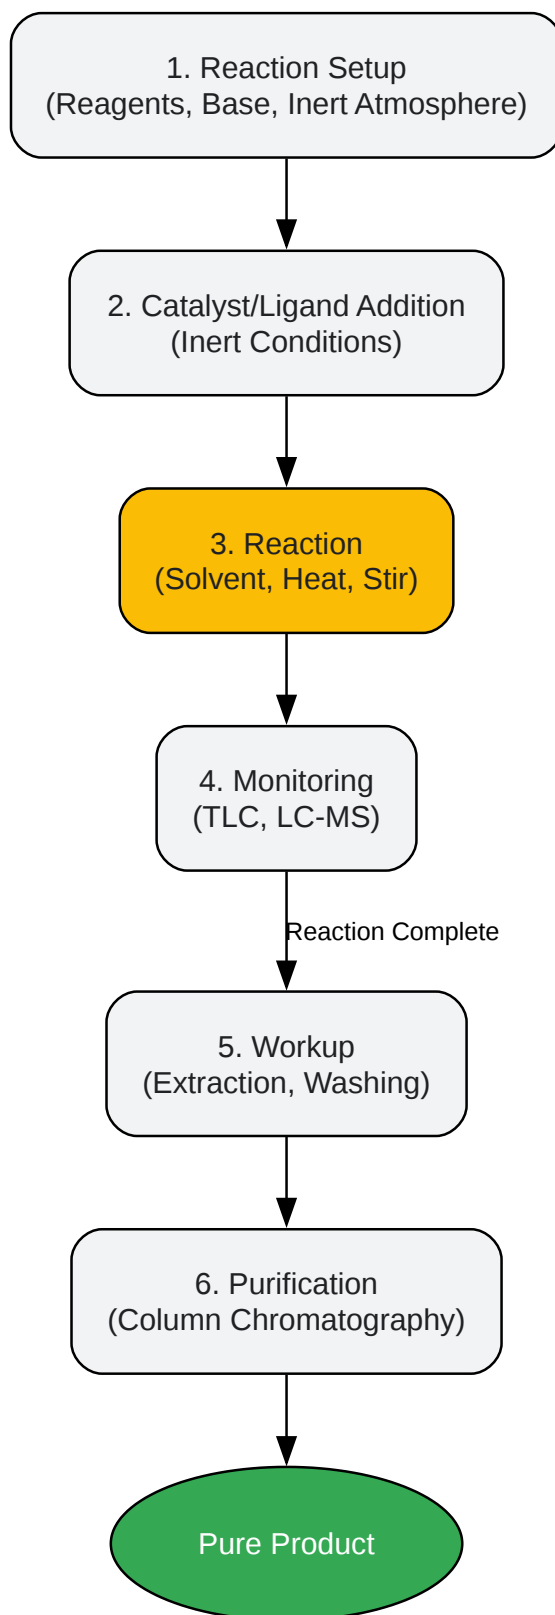 1. Reaction Setup
(Reagents, Base, Inert Atmosphere)
2. Catalyst/Ligand Addition
(Inert Conditions)
3. Reaction
(Solvent, Heat, Stir)
4. Monitoring
(TLC, LC-MS)
Reaction Complete
5. Workup
(Extraction, Washing)
6. Purification
(Column Chromatography)
Pure Product